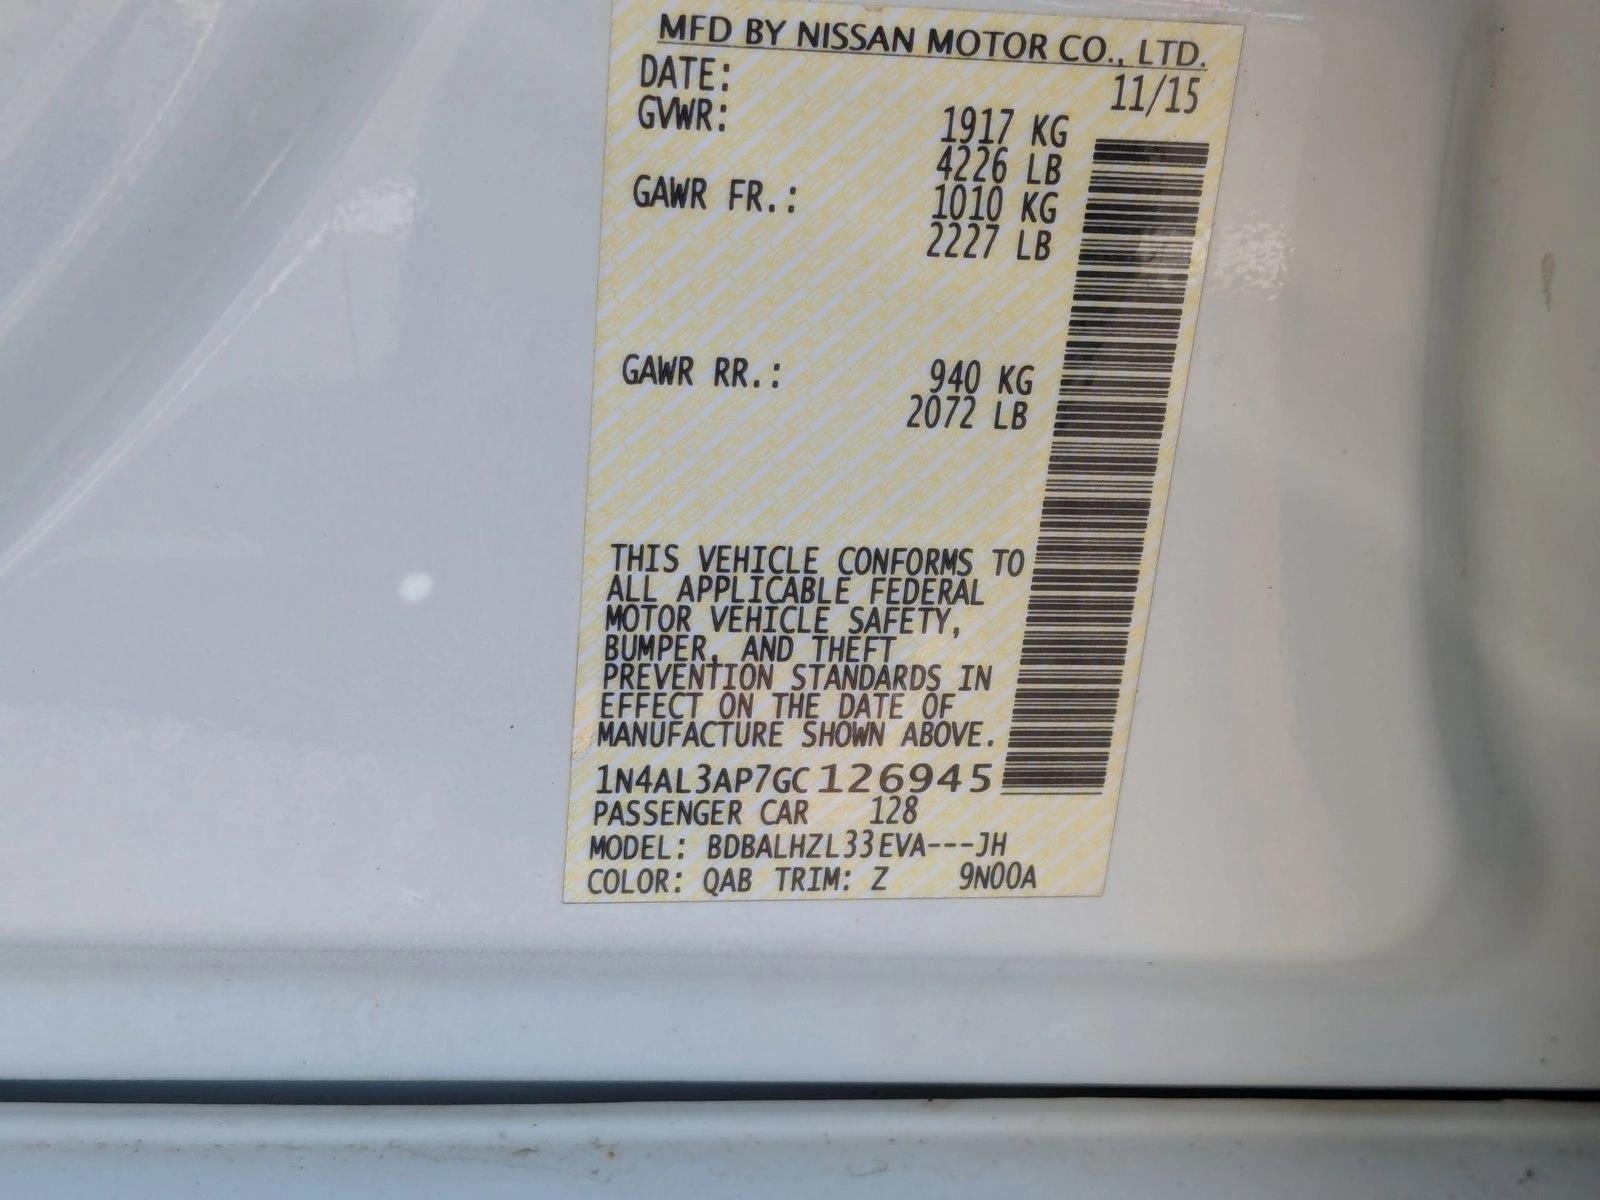 MFD BY NISSAN MOTOR CO., LTD.
DATE: 11/15
GVWR: 1917 KG
4226 LB
GAWR FR.: 1010 KG
2227 LB
GAWR RR.: 940 KG
2072 LB
THIS VEHICLE CONFORMS TO
ALL APPLICABLE FEDERAL
MOTOR VEHICLE SAFETY,
BUMPER, AND THEFT
PREVENTION STANDARDS IN
EFFECT ON THE DATE OF
MANUFACTURE SHOWN ABOVE.
1N4AL3AP7GC126945
PASSENGER CAR 128
MODEL: BDBALHZL33EVA---JH
COLOR: QAB TRIM: Z 9N00A